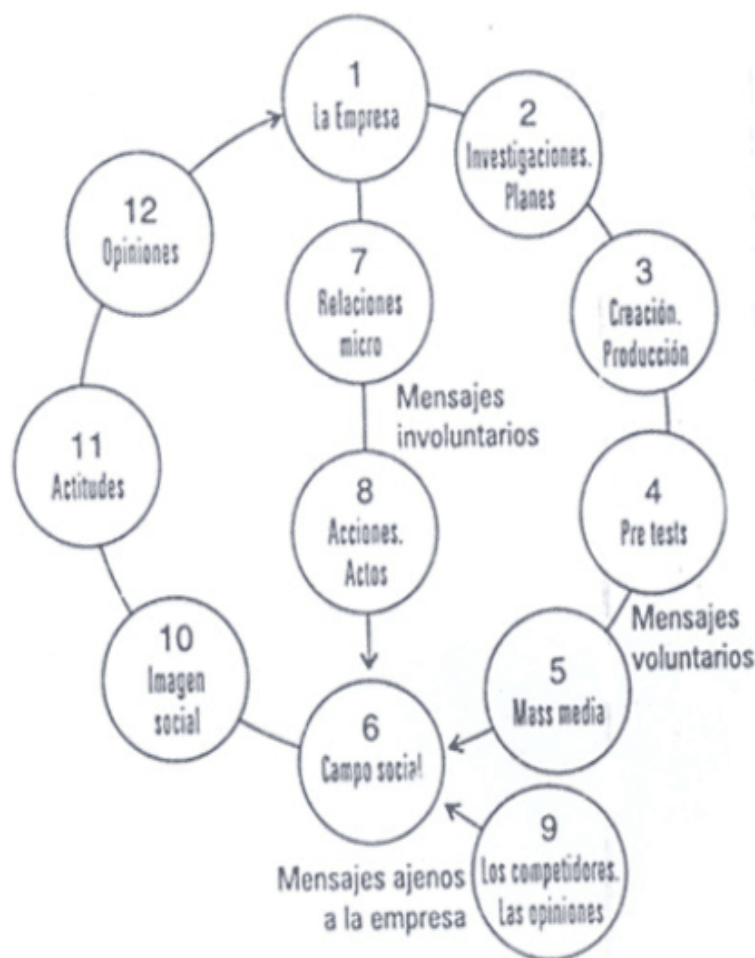 1
La Empresa
2
Investigaciones.
Planes
3
Creación.
Producción
4
Pre tests
Mensajes
voluntarios
5
Mass media
6
Campo social
7
Relaciones
micro
Mensajes
involuntarios
8
Acciones.
Actos
9
Los competidores.
Las opiniones
Mensajes ajenos
a la empresa
10
Imagen
social
11
Actitudes
12
Opiniones